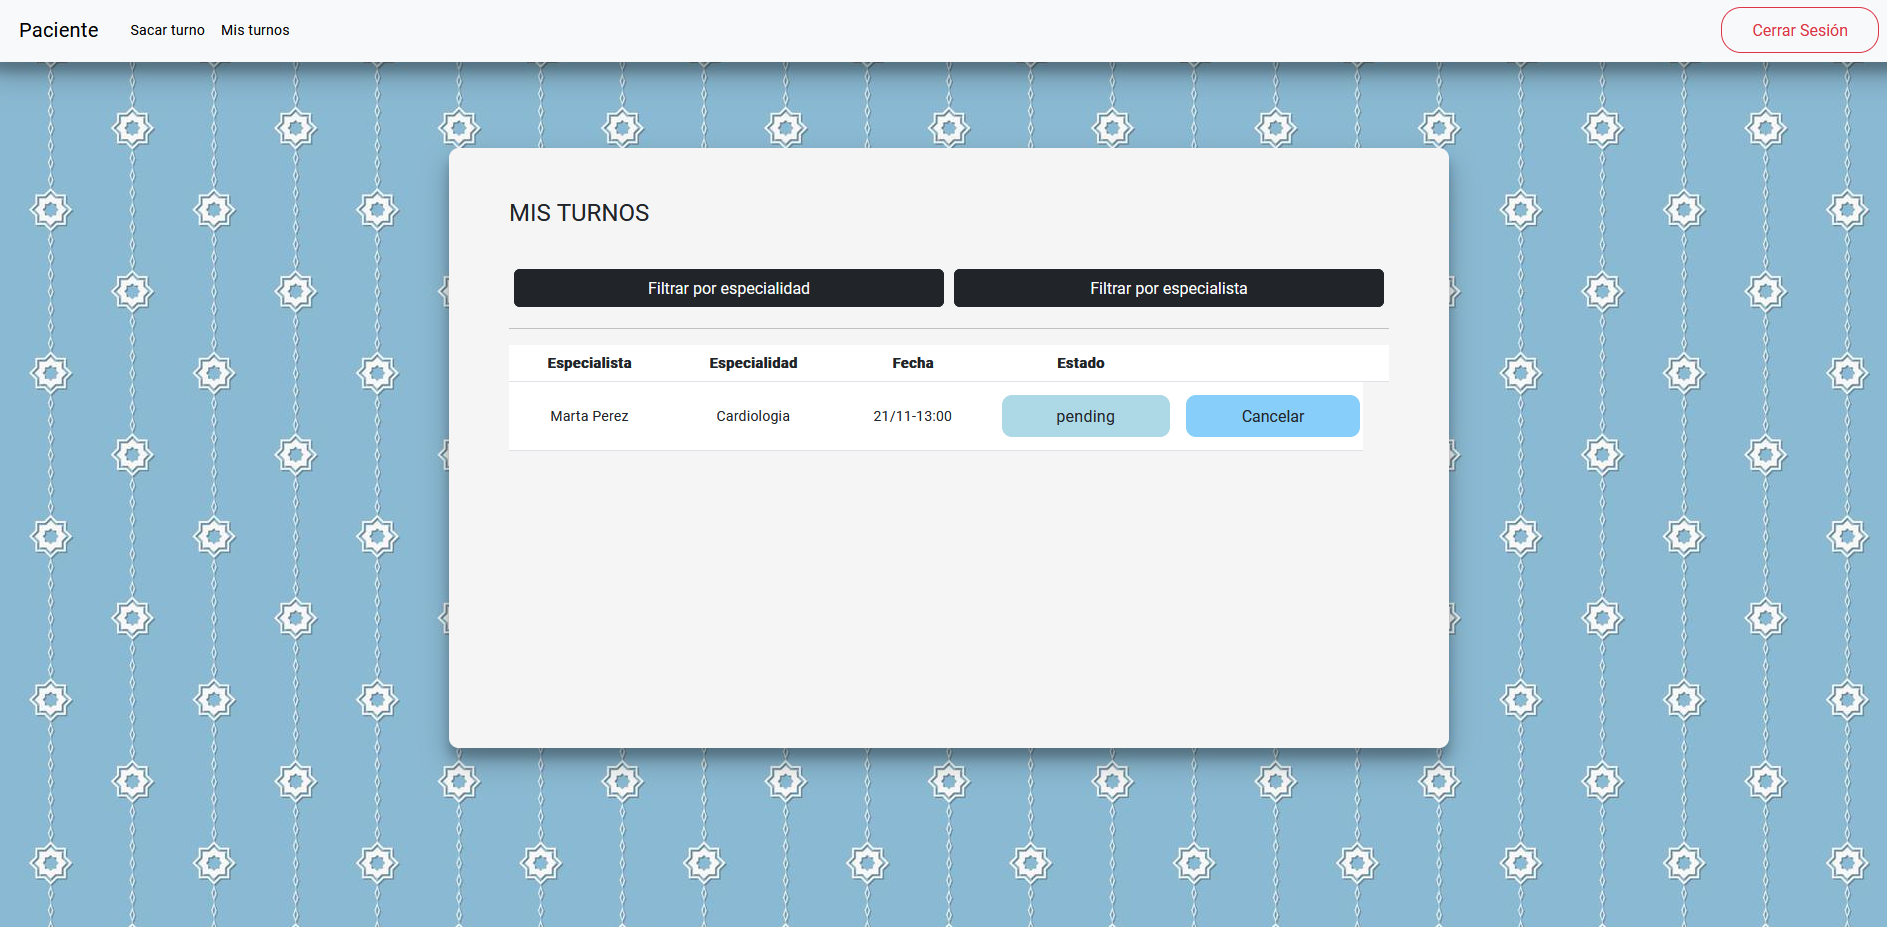 Paciente Sacar turno Mis turnos Cerrar Sesión
MIS TURNOS
Filtrar por especialidad Filtrar por especialista
Especialista Especialidad Fecha Estado
Marta Perez Cardiologia 21/11-13:00 pending Cancelar